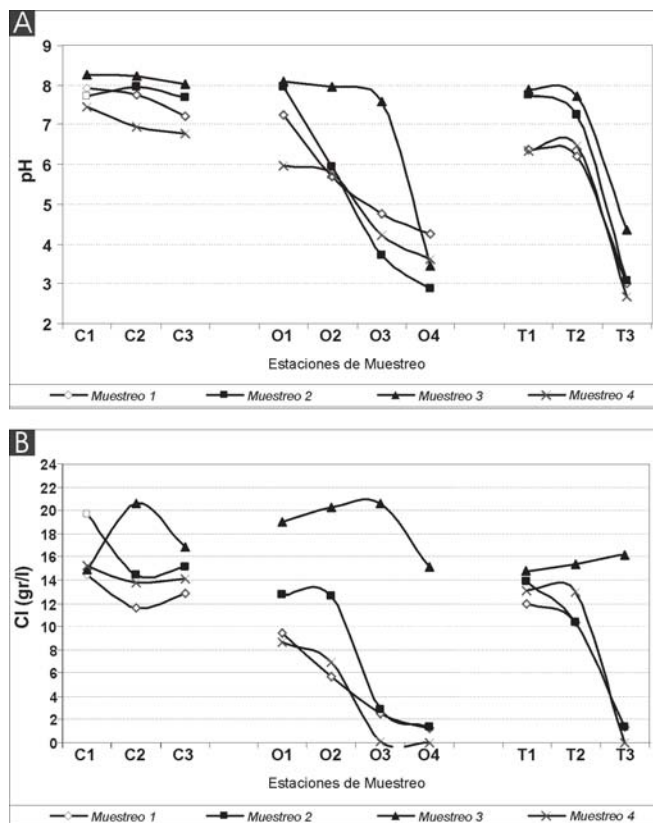 A
pH
9
8
7
6
5
4
3
2
C1 C2 C3 O1 O2 O3 O4 T1 T2 T3
Estaciones de Muestreo
Muestreo 1 Muestreo 2 Muestreo 3 Muestreo 4
B
Cl (gr/l)
24
22
20
18
16
14
12
10
8
6
4
2
0
C1 C2 C3 O1 O2 O3 O4 T1 T2 T3
Estaciones de Muestreo
Muestreo 1 Muestreo 2 Muestreo 3 Muestreo 4